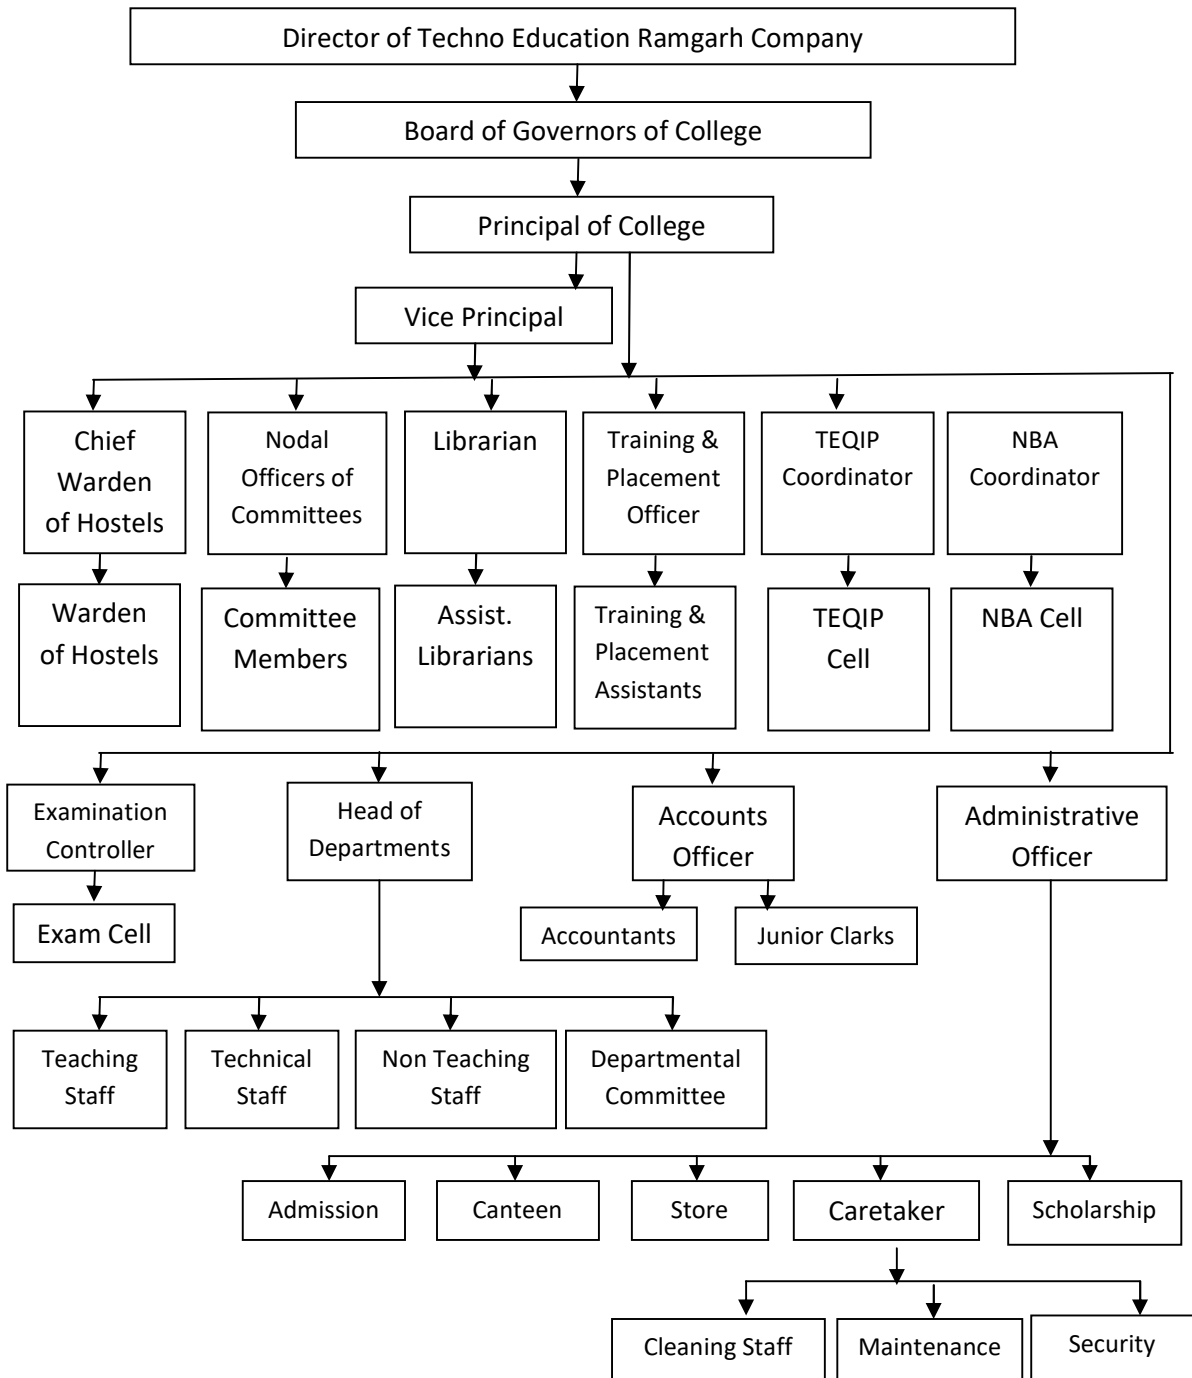 Director of Techno Education Ramgarh Company
Board of Governors of College
Principal of College
Vice Principal
Chief
Warden
of Hostels
Nodal
Officers of
Committees
Librarian
Training &
Placement
Officer
TEQIP
Coordinator
NBA
Coordinator
Warden
of Hostels
Committee
Members
Assist.
Librarians
Training &
Placement
Assistants
TEQIP
Cell
NBA Cell
Examination
Controller
Head of
Departments
Accounts
Officer
Administrative
Officer
Exam Cell
Accountants
Junior Clarks
Teaching
Staff
Technical
Staff
Non Teaching
Staff
Departmental
Committee
Admission
Canteen
Store
Caretaker
Scholarship
Cleaning Staff
Maintenance
Security